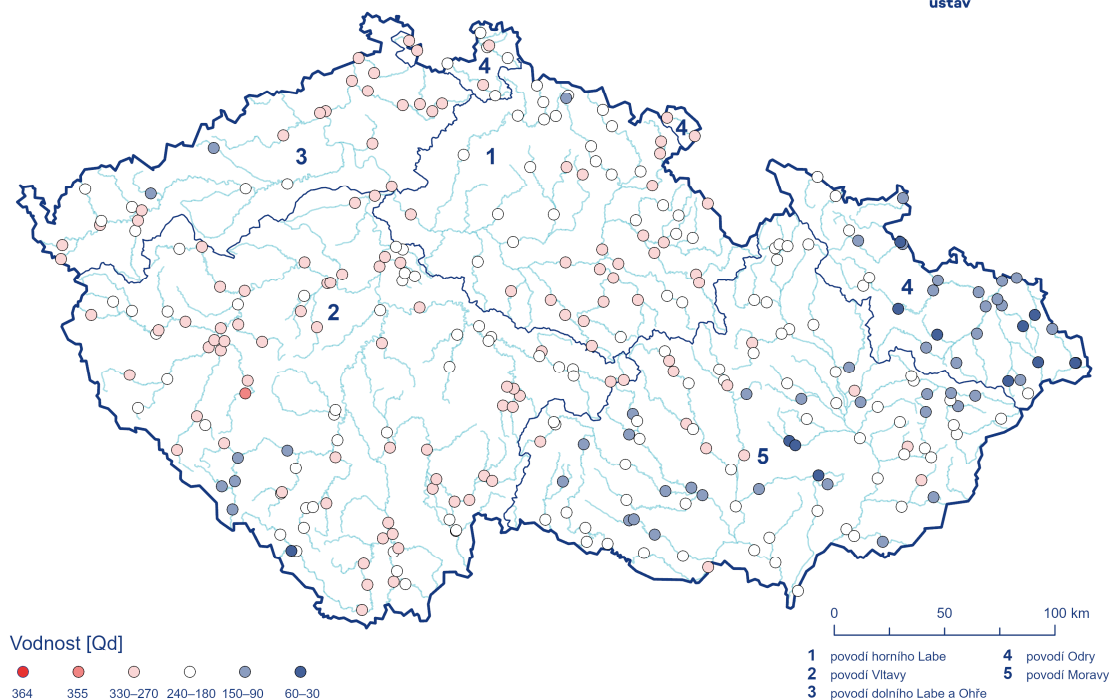 ústav
4
4
3
1
4
2
5
0 50 100 km
Vodnost [Qd]
364 355 330–270 240–180 150–90 60–30
1 povodí horního Labe
2 povodí Vltavy
3 povodí dolního Labe a Ohře
4 povodí Odry
5 povodí Moravy